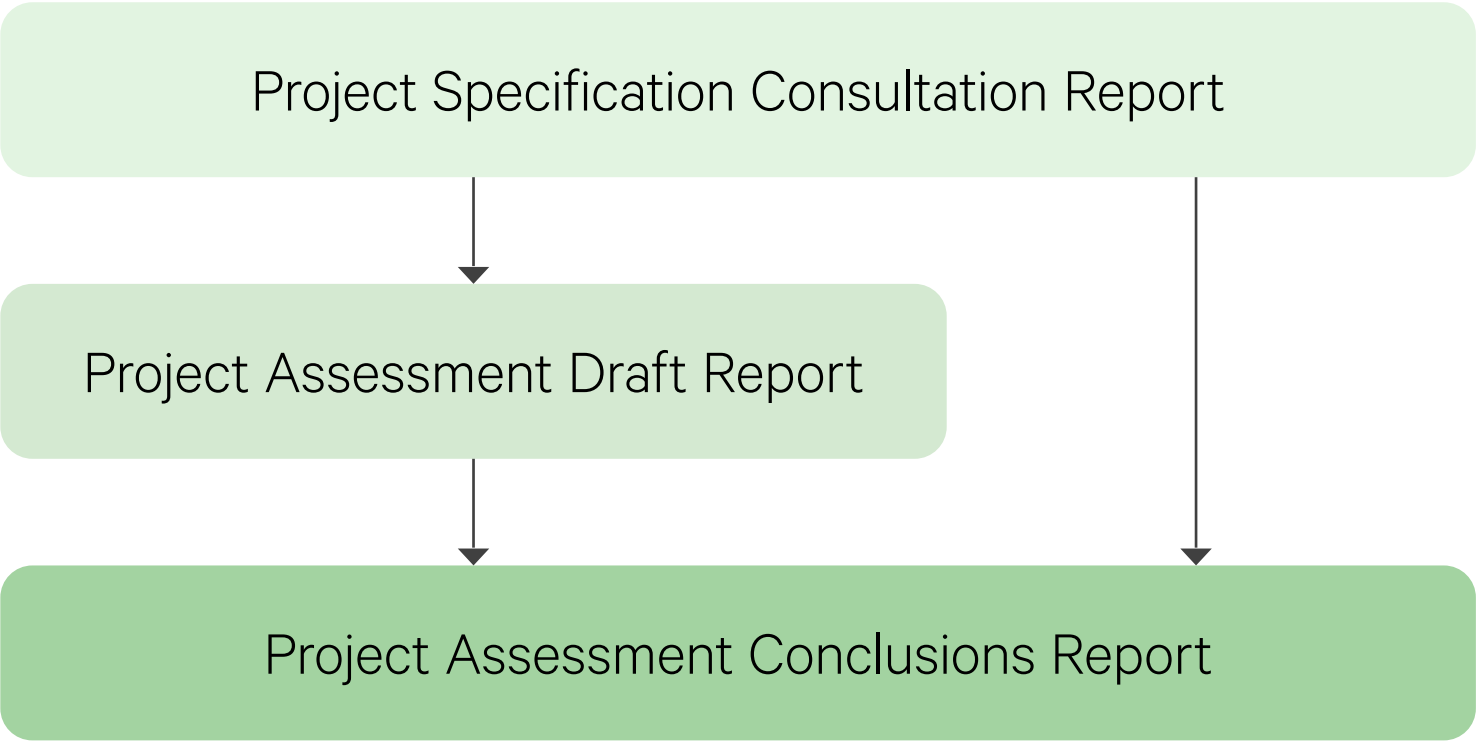 Project Specification Consultation Report
Project Assessment Draft Report
Project Assessment Conclusions Report